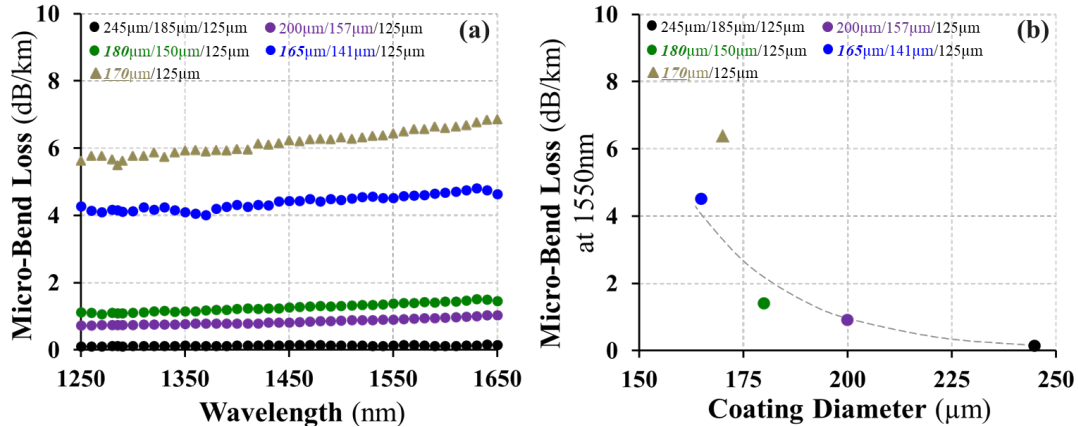 245μm/185μm/125μm
200μm/157μm/125μm
(a)
180μm/150μm/125μm
165μm/141μm/125μm
170μm/125μm
10
8
6
4
2
0
1250
1350
1450
1550
1650
Micro-Bend Loss (dB/km)
Wavelength (nm)
245μm/185μm/125μm
200μm/157μm/125μm
(b)
180μm/150μm/125μm
165μm/141μm/125μm
170μm/125μm
10
8
6
4
2
0
150
175
200
225
250
Micro-Bend Loss (dB/km)
at 1550nm
Coating Diameter (μm)